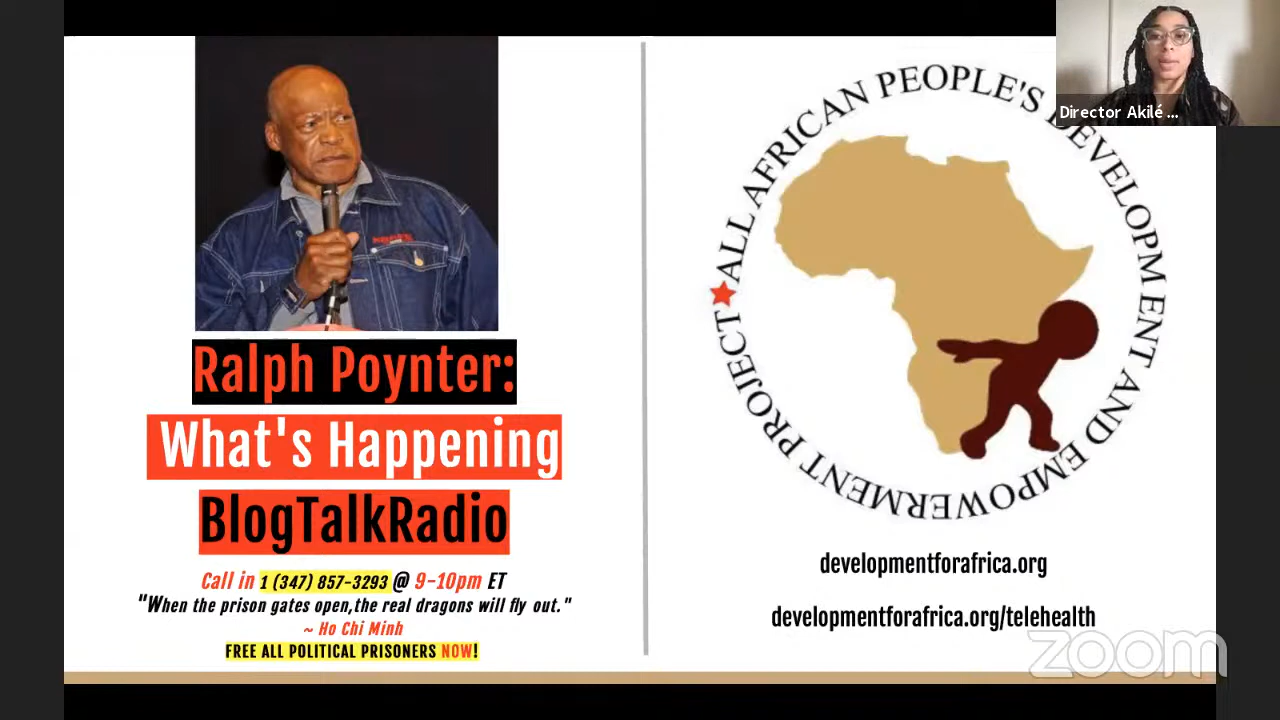 Ralph Poynter:
What's Happening
BlogTalkRadio
Call in 1 (347) 857-3293 @ 9-10pm ET
"When the prison gates open,the real dragons will fly out."
~ Ho Chi Minh
FREE ALL POLITICAL PRISONERS NOW!
ALL AFRICAN PEOPLE'S DEVELOPMENT AND EMPOWERMENT PROJECT
developmentforafrica.org
developmentforafrica.org/telehealth
Director Akilé ...
zoom